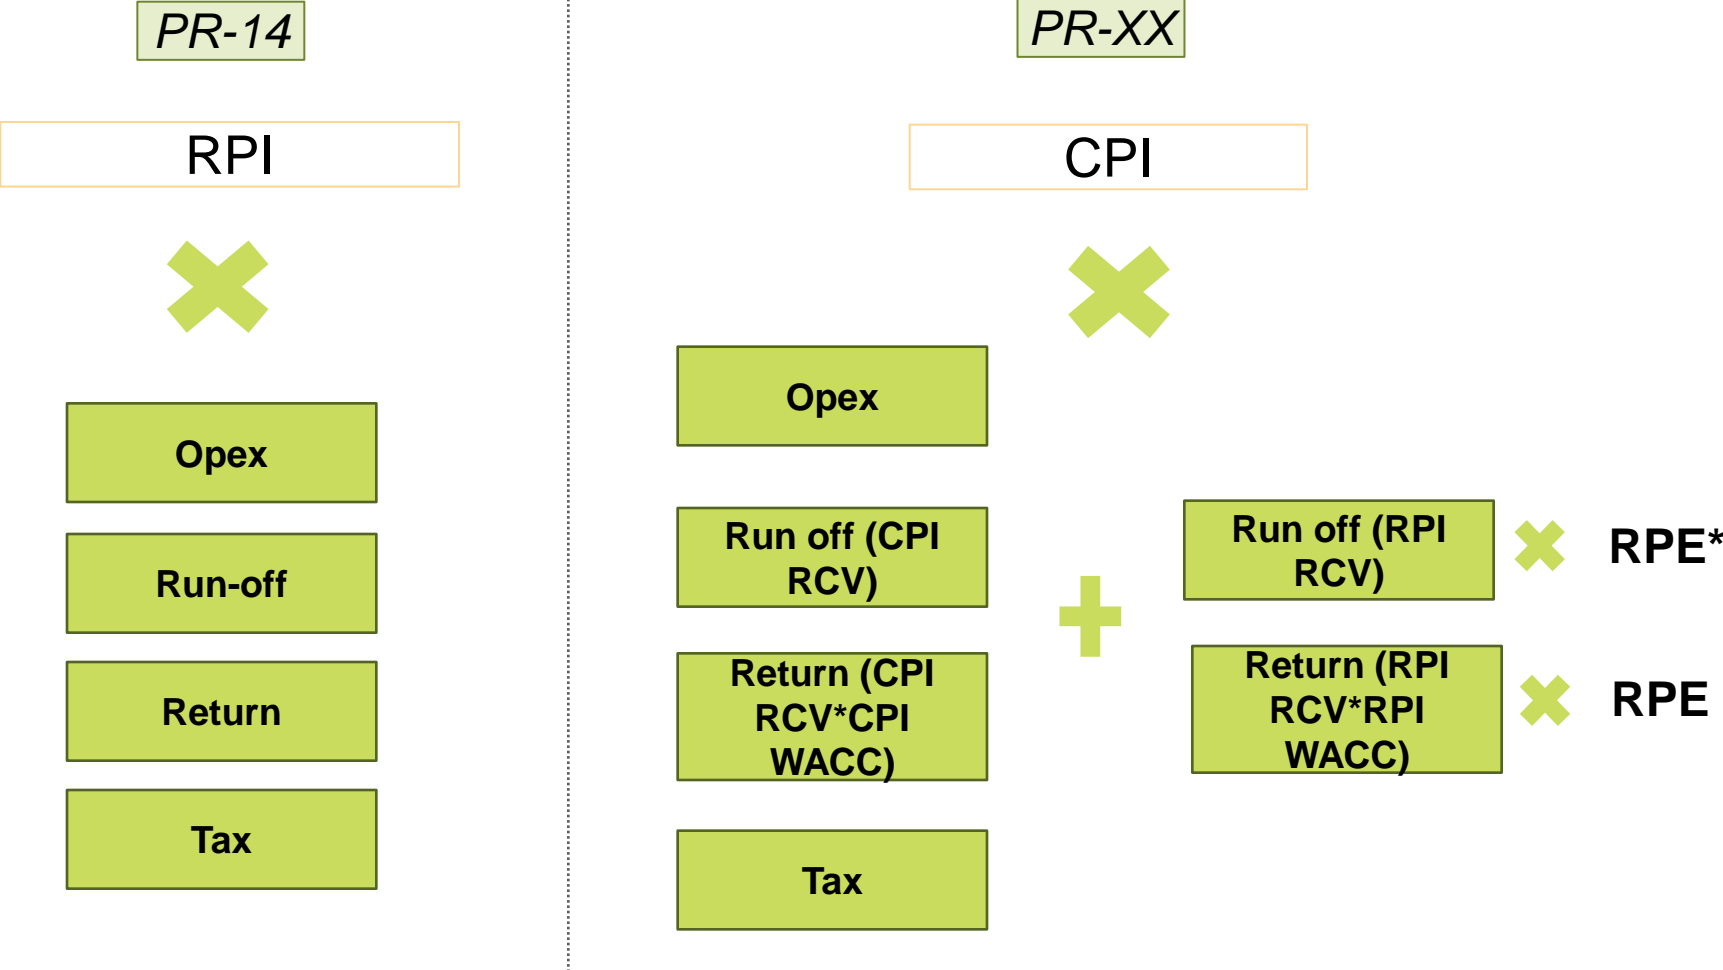 PR-14
RPI
Opex
Run-off
Return
Tax
PR-XX
CPI
Opex
Run off (CPI
RCV)
Return (CPI
RCV*CPI
WACC)
Tax
Run off (RPI
RCV)
RPE*
Return (RPI
RCV*RPI
WACC)
RPE